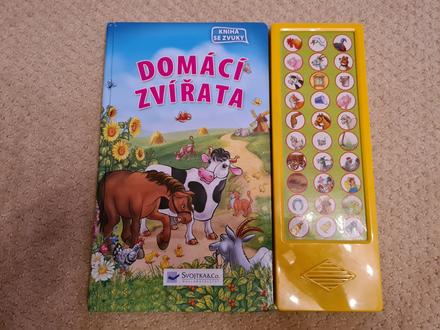 KNIHA
SE ZVUKY
DOMÁCÍ
ZVÍŘATA
SVOJTKA&Co.